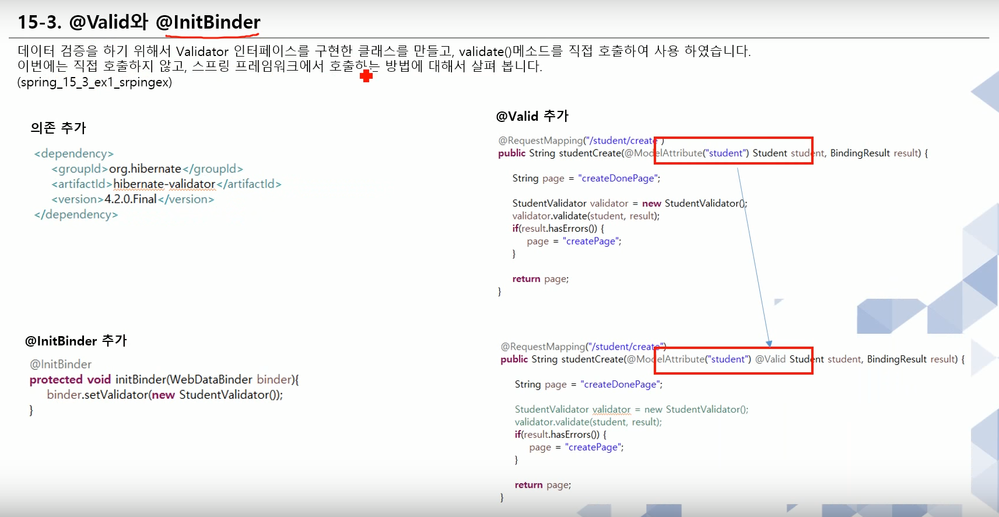 15-3. @Valid와 @InitBinder
데이터 검증을 하기 위해서 Validator 인터페이스를 구현한 클래스를 만들고, validate()메소드를 직접 호출하여 사용 하였습니다.
이번에는 직접 호출하지 않고, 스프링 프레임워크에서 호출하는 방법에 대해서 살펴 봅니다.
(spring_15_3_ex1_srpingex)
의존 추가
<dependency>
<groupId>org.hibernate</groupId>
<artifactId>hibernate-validator</artifactId>
<version>4.2.0.Final</version>
</dependency>
@InitBinder 추가
@InitBinder
protected void initBinder(WebDataBinder binder){
binder.setValidator(new StudentValidator());
}
@Valid 추가
@RequestMapping("/student/create")
public String studentCreate(@ModelAttribute("student") Student student, BindingResult result) {
String page = "createDonePage";
StudentValidator validator = new StudentValidator();
validator.validate(student, result);
if(result.hasErrors()) {
page = "createPage";
}
return page;
}
@RequestMapping("/student/create")
public String studentCreate(@ModelAttribute("student") @Valid Student student, BindingResult result) {
String page = "createDonePage";
StudentValidator validator = new StudentValidator();
validator.validate(student, result);
if(result.hasErrors()) {
page = "createPage";
}
return page;
}